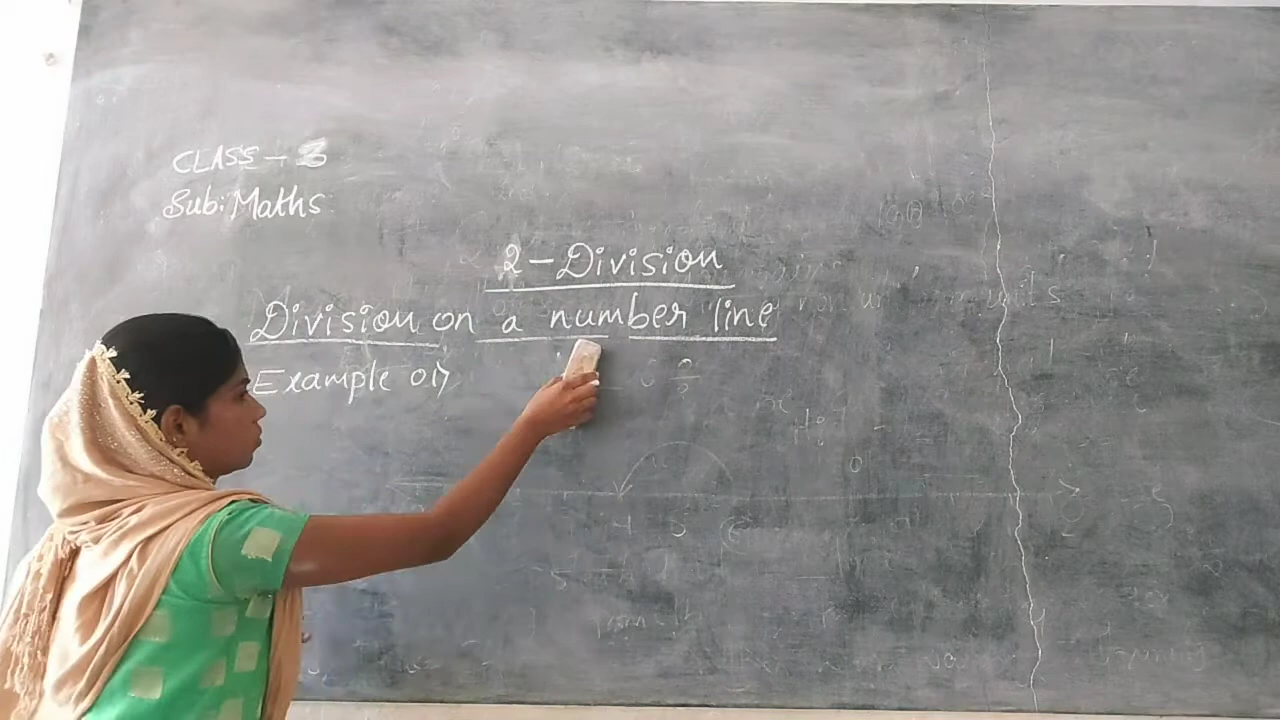 CLASS - 3
Sub: Maths
2 - Division
Division on a number line
Example 01)